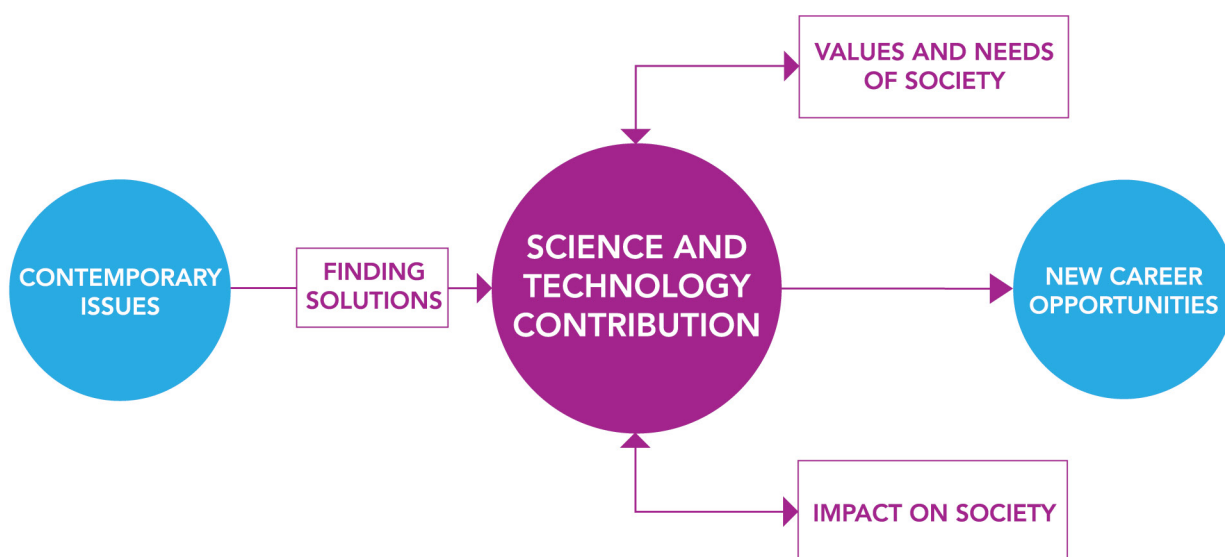 VALUES AND NEEDS
OF SOCIETY
CONTEMPORARY
ISSUES
FINDING
SOLUTIONS
SCIENCE AND
TECHNOLOGY
CONTRIBUTION
NEW CAREER
OPPORTUNITIES
IMPACT ON SOCIETY